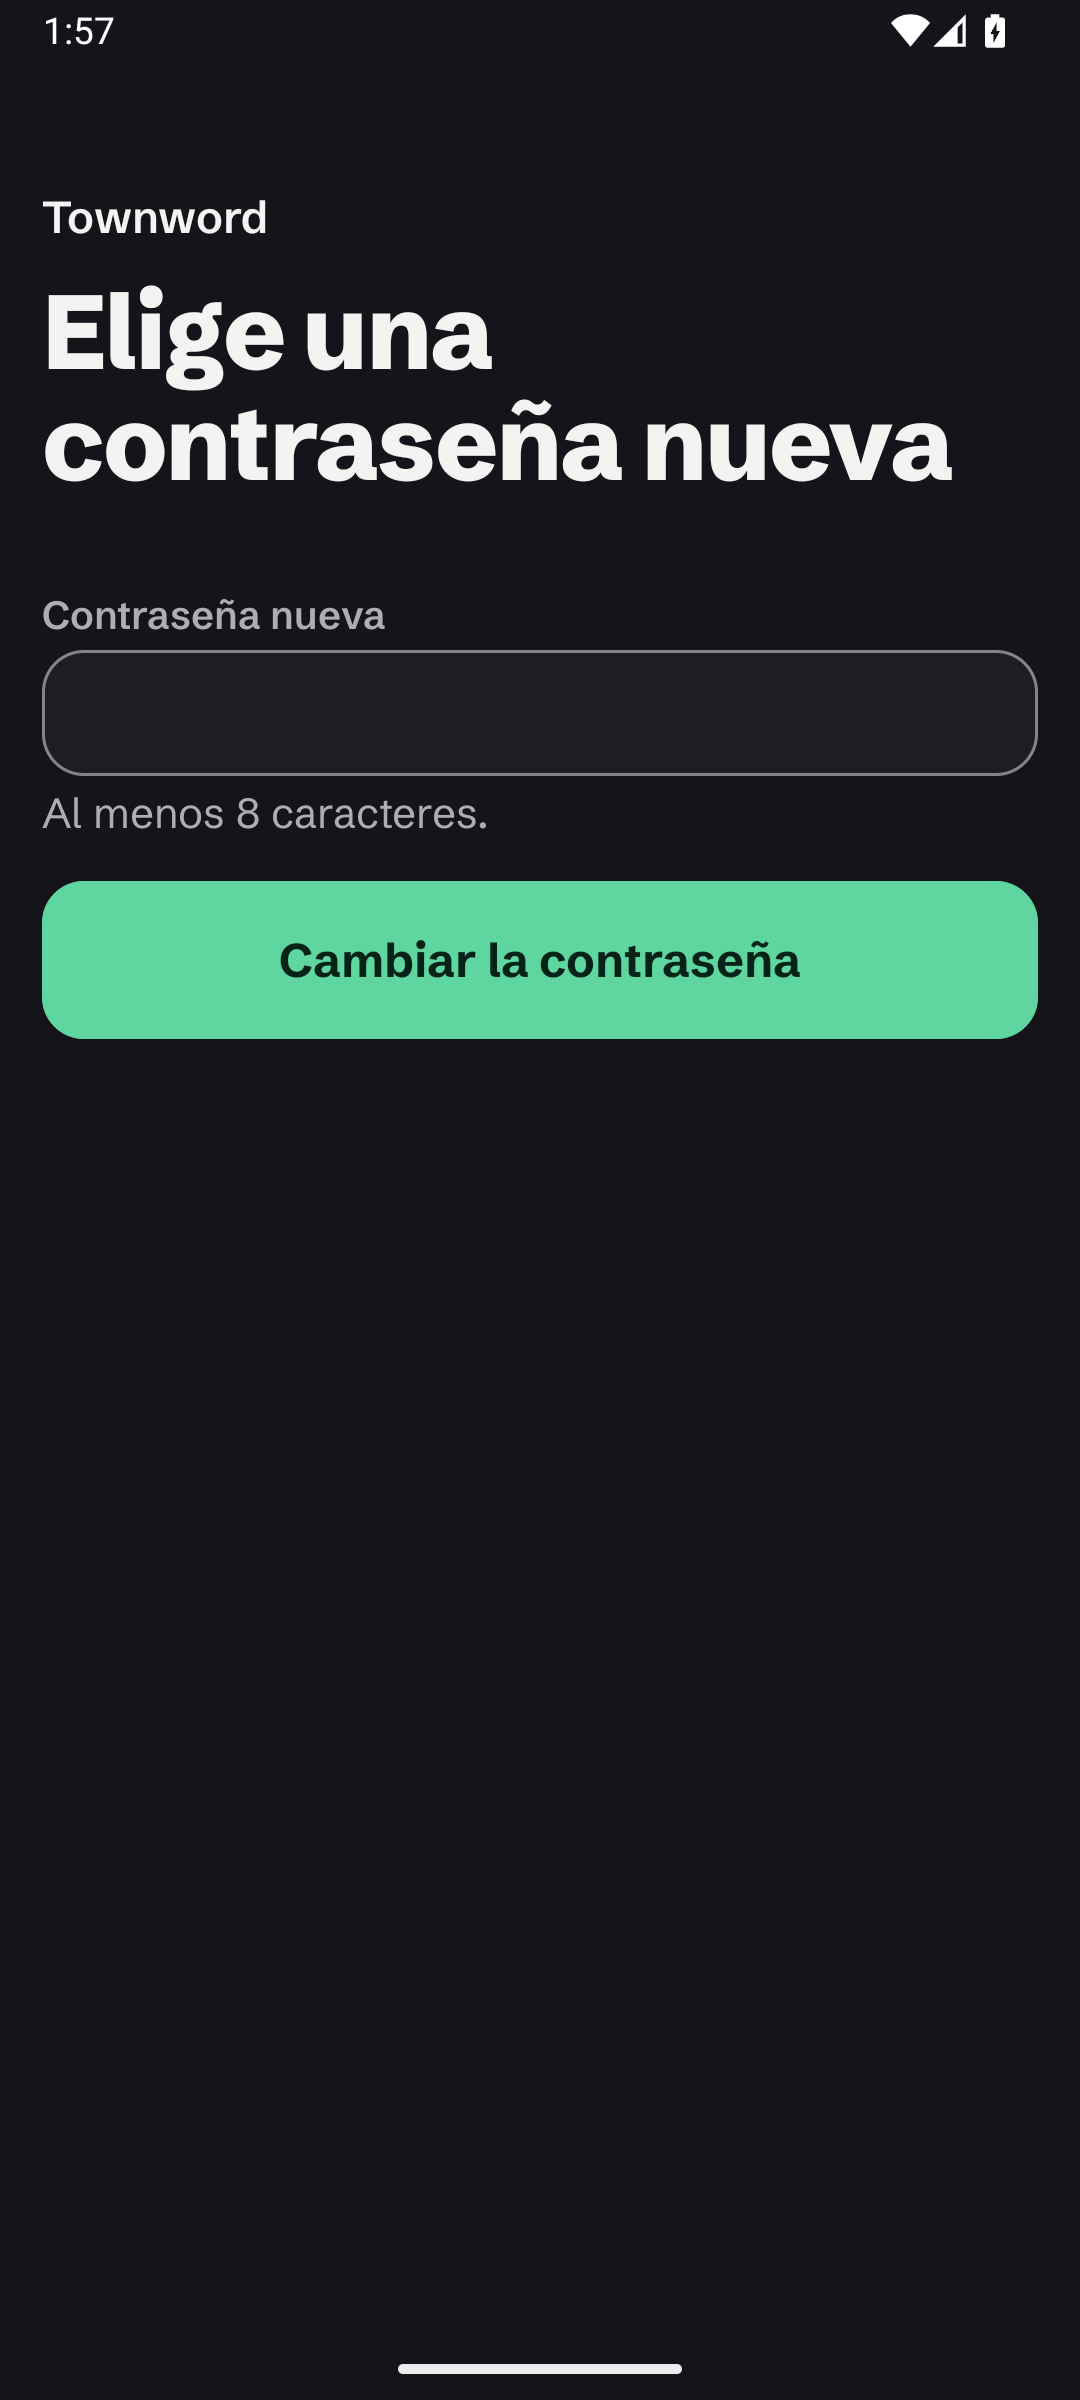 1:57
Townword
Elige una
contraseña nueva
Contraseña nueva
Al menos 8 caracteres.
Cambiar la contraseña